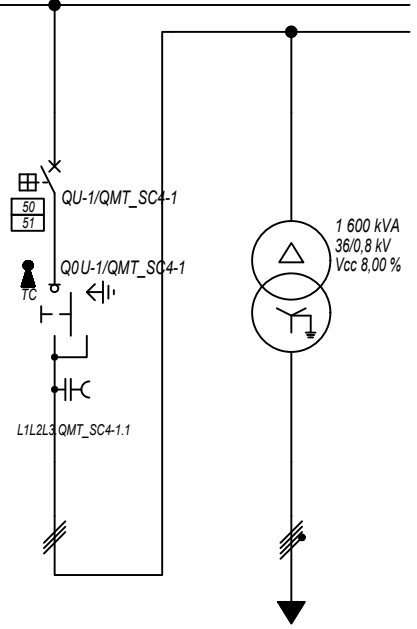 QU-1/QMT_SC4-1
50
51
Q0U-1/QMT_SC4-1
TC
L1L2L3 QMT_SC4-1.1
1 600 kVA
36/0,8 kV
Vcc 8,00 %